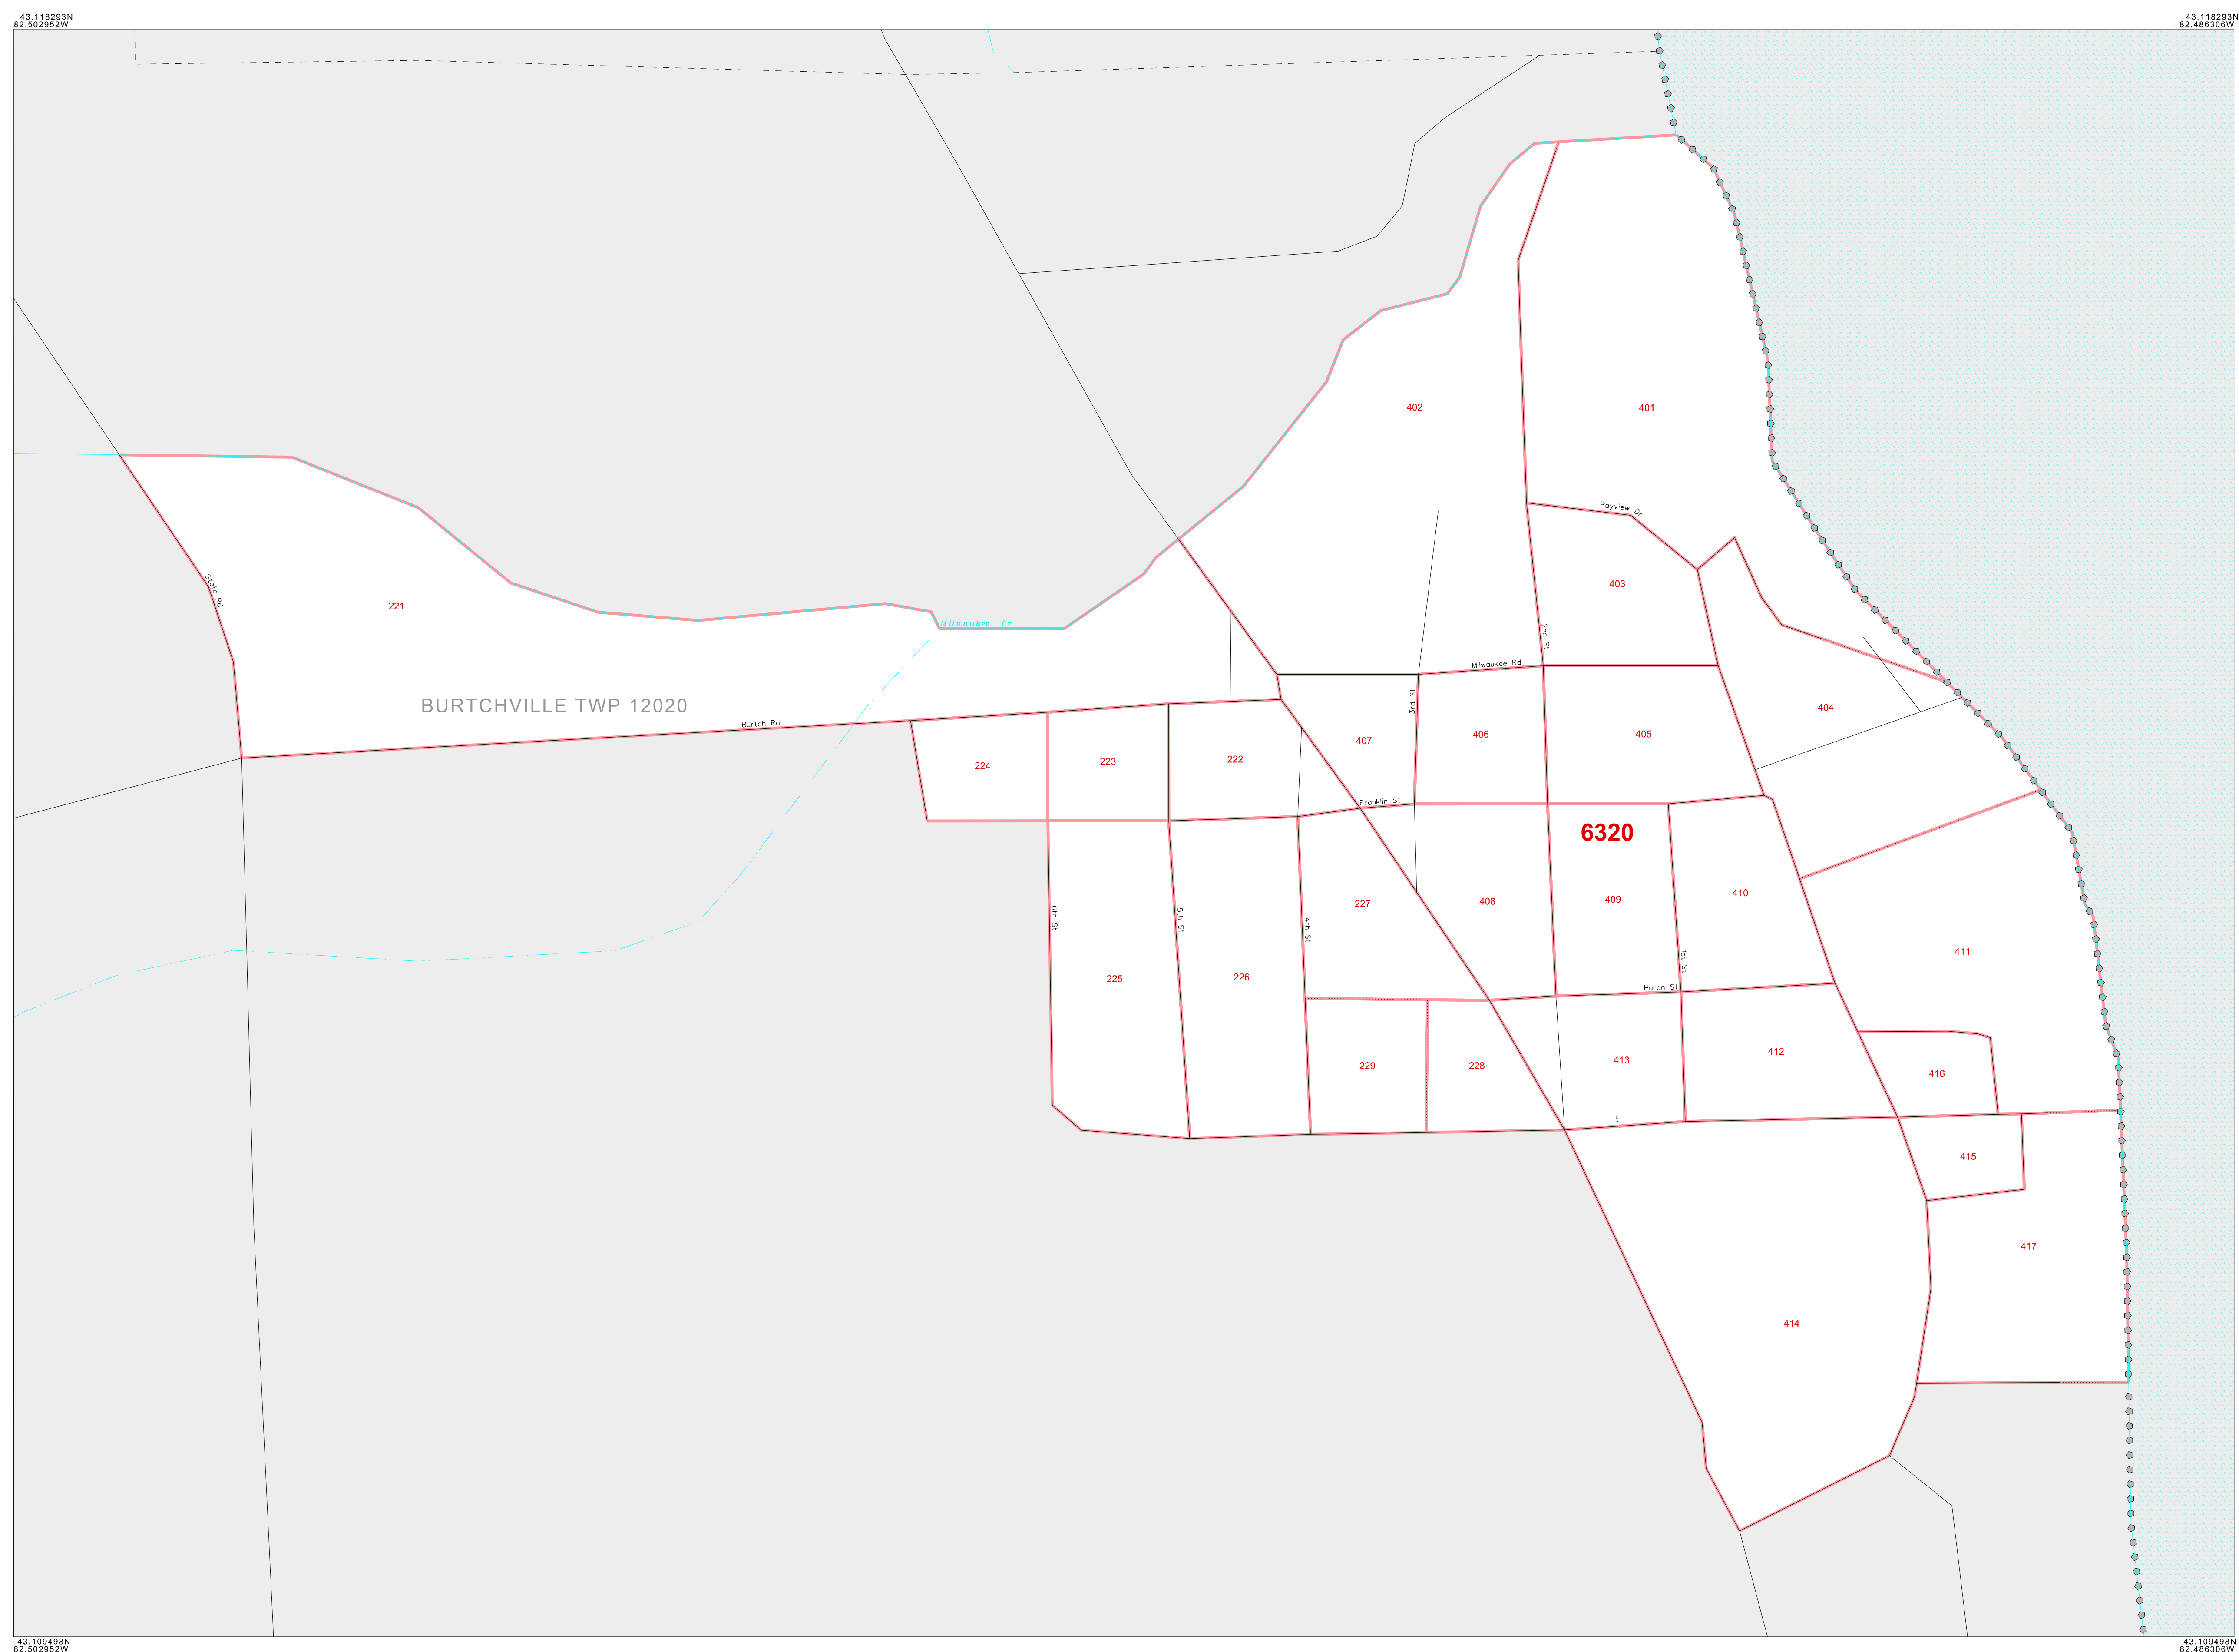 43.118293N
82.502952W
43.118293N
82.486306W
402
401
Bayview Dr
403
State Rd
221
Milwaukee Cr
2nd St
Milwaukee Rd
BURTCHVILLE TWP 12020
3rd St
404
Burtch Rd
407
406
405
224
223
222
Franklin St
6320
227
408
409
410
6th St
5th St
4th St
1st St
411
225
226
Huron St
229
228
413
412
416
t
415
417
414
43.109498N
82.502952W
43.109498N
82.486306W